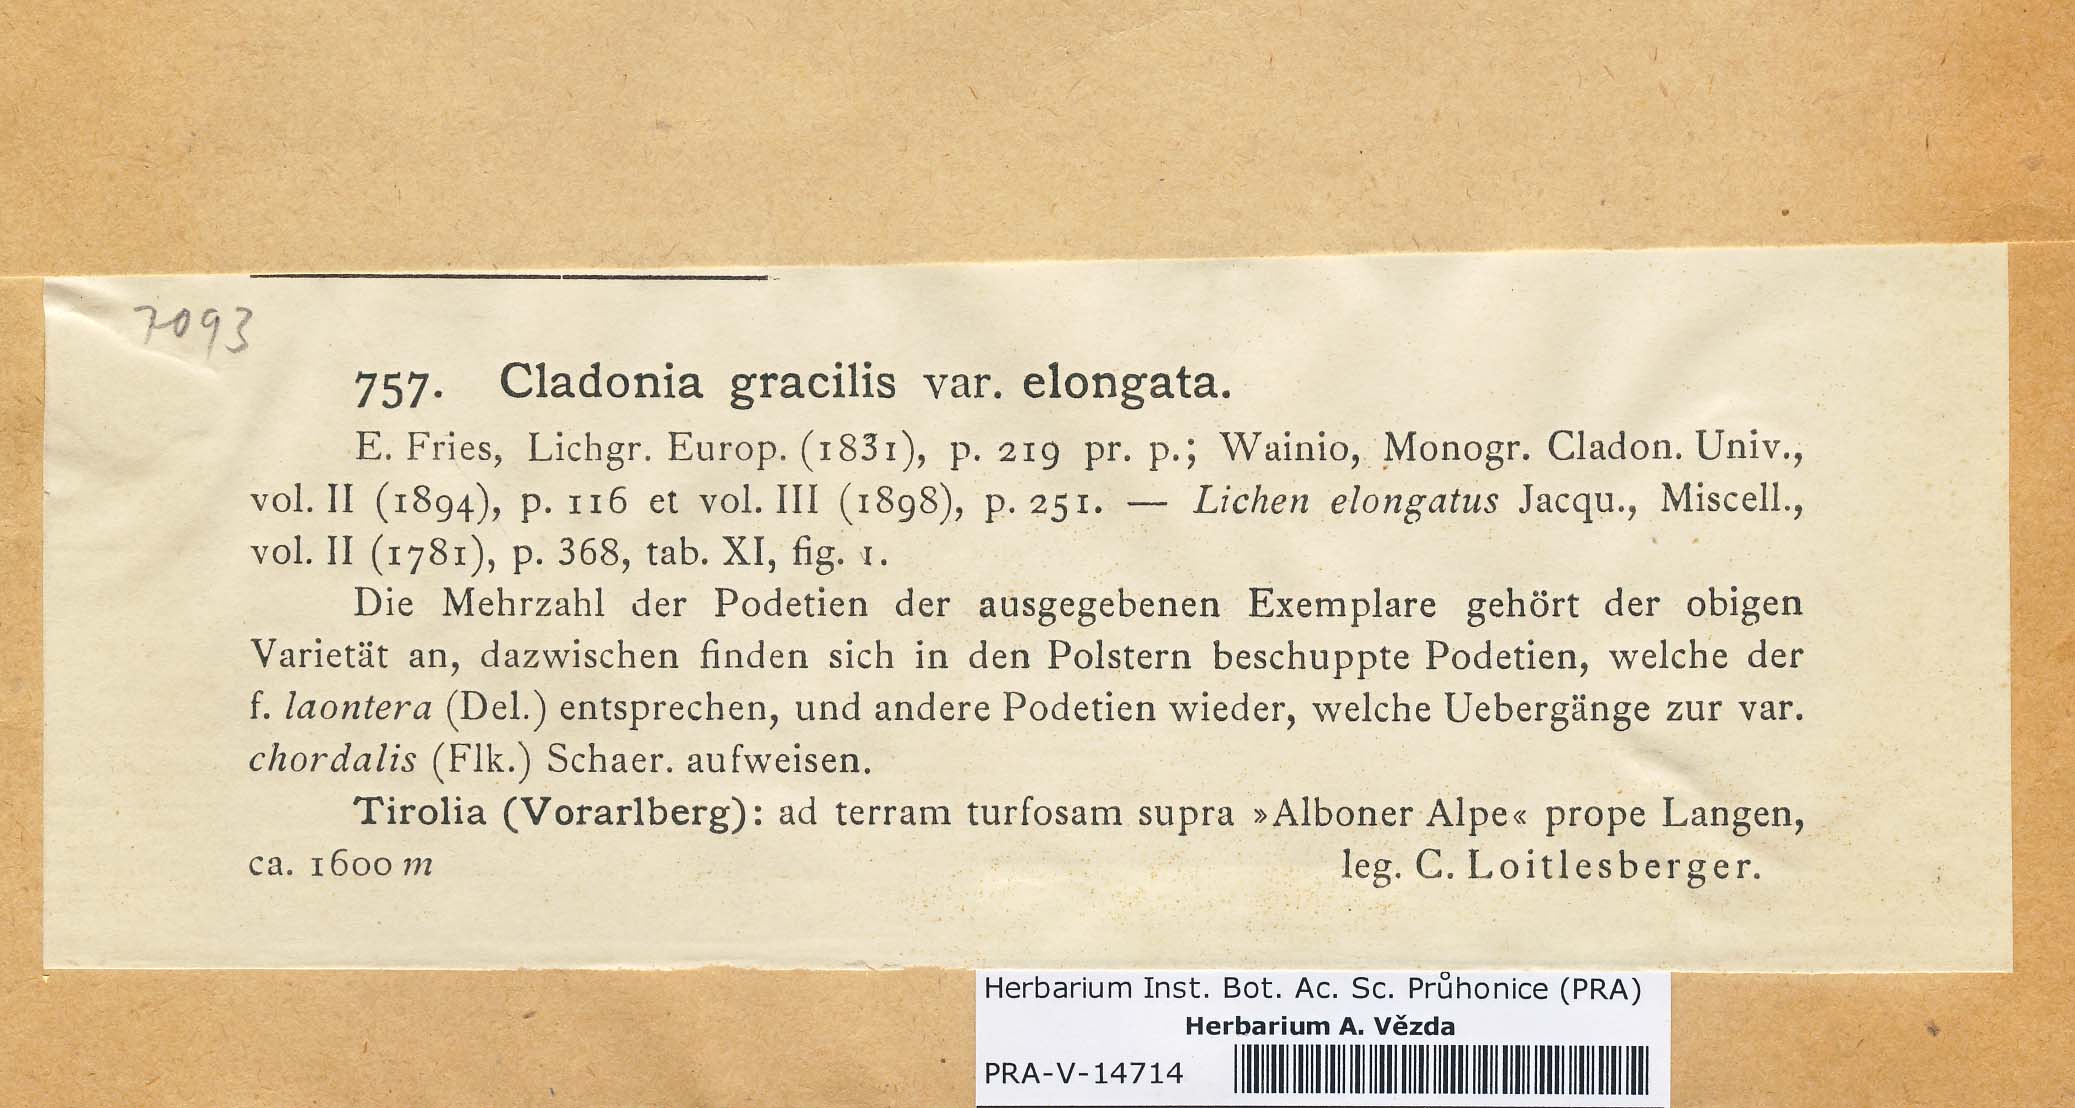 7093
757. Cladonia gracilis var. elongata.
E. Fries, Lichgr. Europ. (1831), p. 219 pr. p.; Wainio, Monogr. Cladon. Univ.,
vol. II (1894), p. 116 et vol. III (1898), p. 251. — Lichen elongatus Jacqu., Miscell.,
vol. II (1781), p. 368, tab. XI, fig. 1.
Die Mehrzahl der Podetien der ausgegebenen Exemplare gehört der obigen
Varietät an, dazwischen finden sich in den Polstern beschuppte Podetien, welche der
f. laontera (Del.) entsprechen, und andere Podetien wieder, welche Uebergänge zur var.
chordalis (Flk.) Schaer. aufweisen.
Tirolia (Vorarlberg): ad terram turfosam supra »Alboner Alpe« prope Langen,
ca. 1600 m leg. C. Loitlesberger.
Herbarium Inst. Bot. Ac. Sc. Průhonice (PRA)
Herbarium A. Vězda
PRA-V-14714